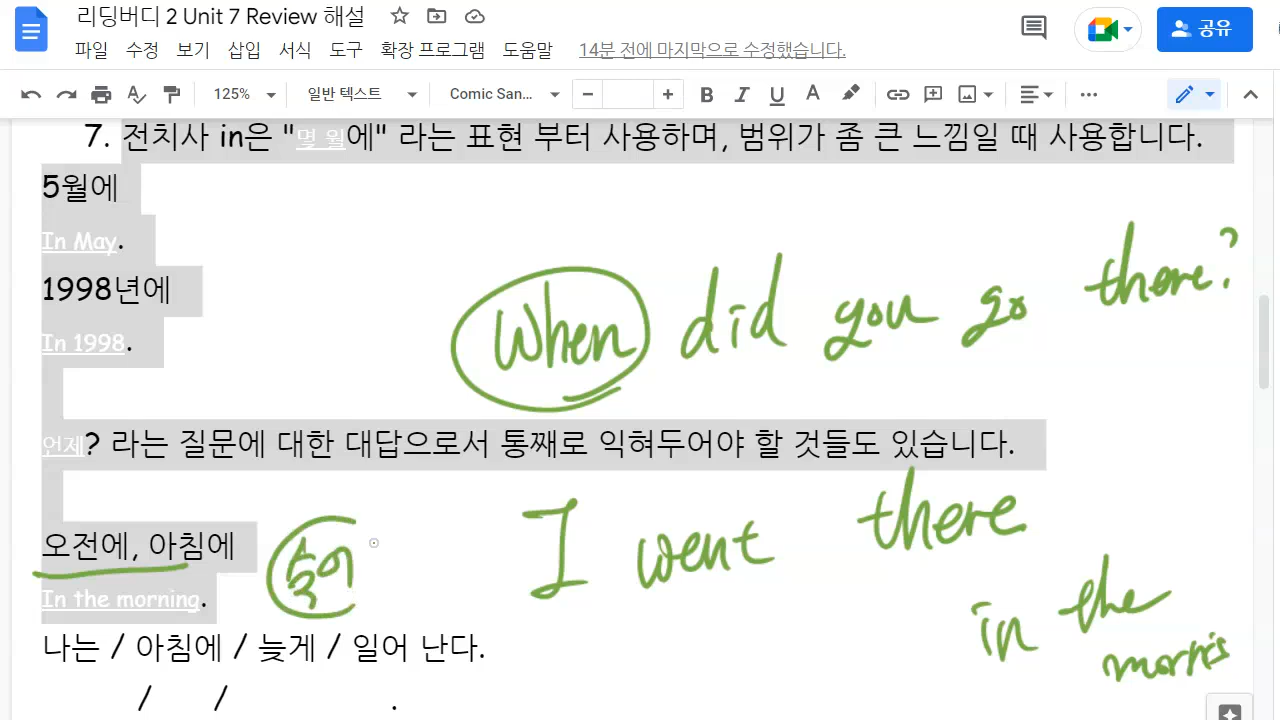 리딩버디 2 Unit 7 Review 해설
파일 수정 보기 삽입 서식 도구 확장 프로그램 도움말 14분 전에 마지막으로 수정했습니다.
공유
125% 일반 텍스트 Comic San... B I U A
7. 전치사 in은 "몇 월에" 라는 표현 부터 사용하며, 범위가 좀 큰 느낌일 때 사용합니다.
5월에
In May.
1998년에
In 1998.
When did you go there?
언제? 라는 질문에 대한 대답으로서 통째로 익혀두어야 할 것들도 있습니다.
I went there
오전에, 아침에
숙어
In the morning.
in the
나는 / 아침에 / 늦게 / 일어 난다.
/ / .